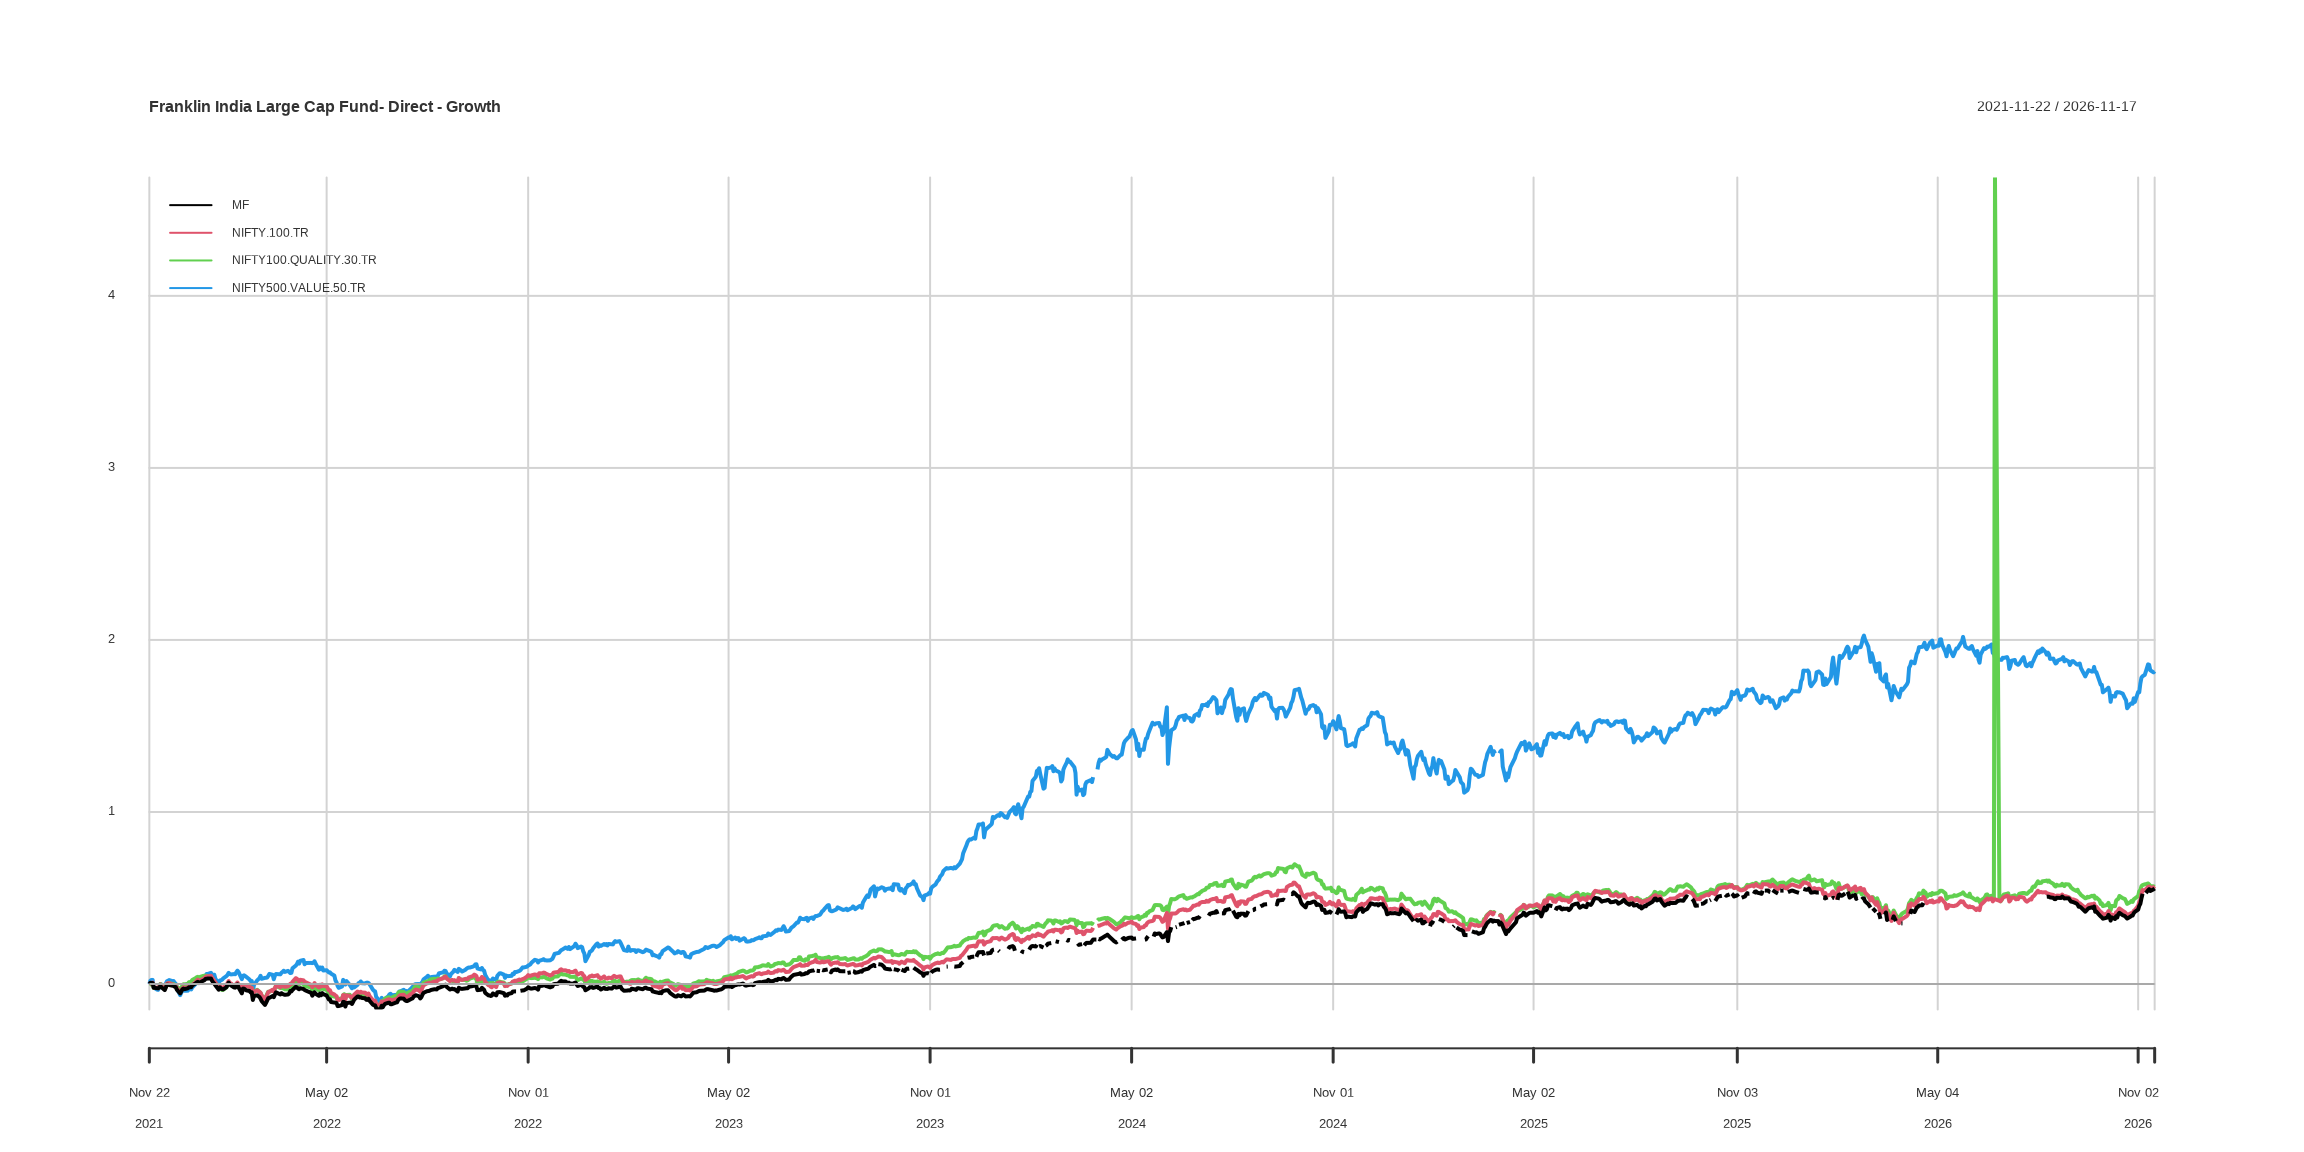 Franklin India Large Cap Fund- Direct - Growth
2021-11-22 / 2026-11-17
MF
NIFTY.100.TR
NIFTY100.QUALITY.30.TR
NIFTY500.VALUE.50.TR
4
3
2
1
0
Nov 22 May 02 Nov 01 May 02 Nov 01 May 02 Nov 01 May 02 Nov 03 May 04 Nov 02
2021 2022 2022 2023 2023 2024 2024 2025 2025 2026 2026